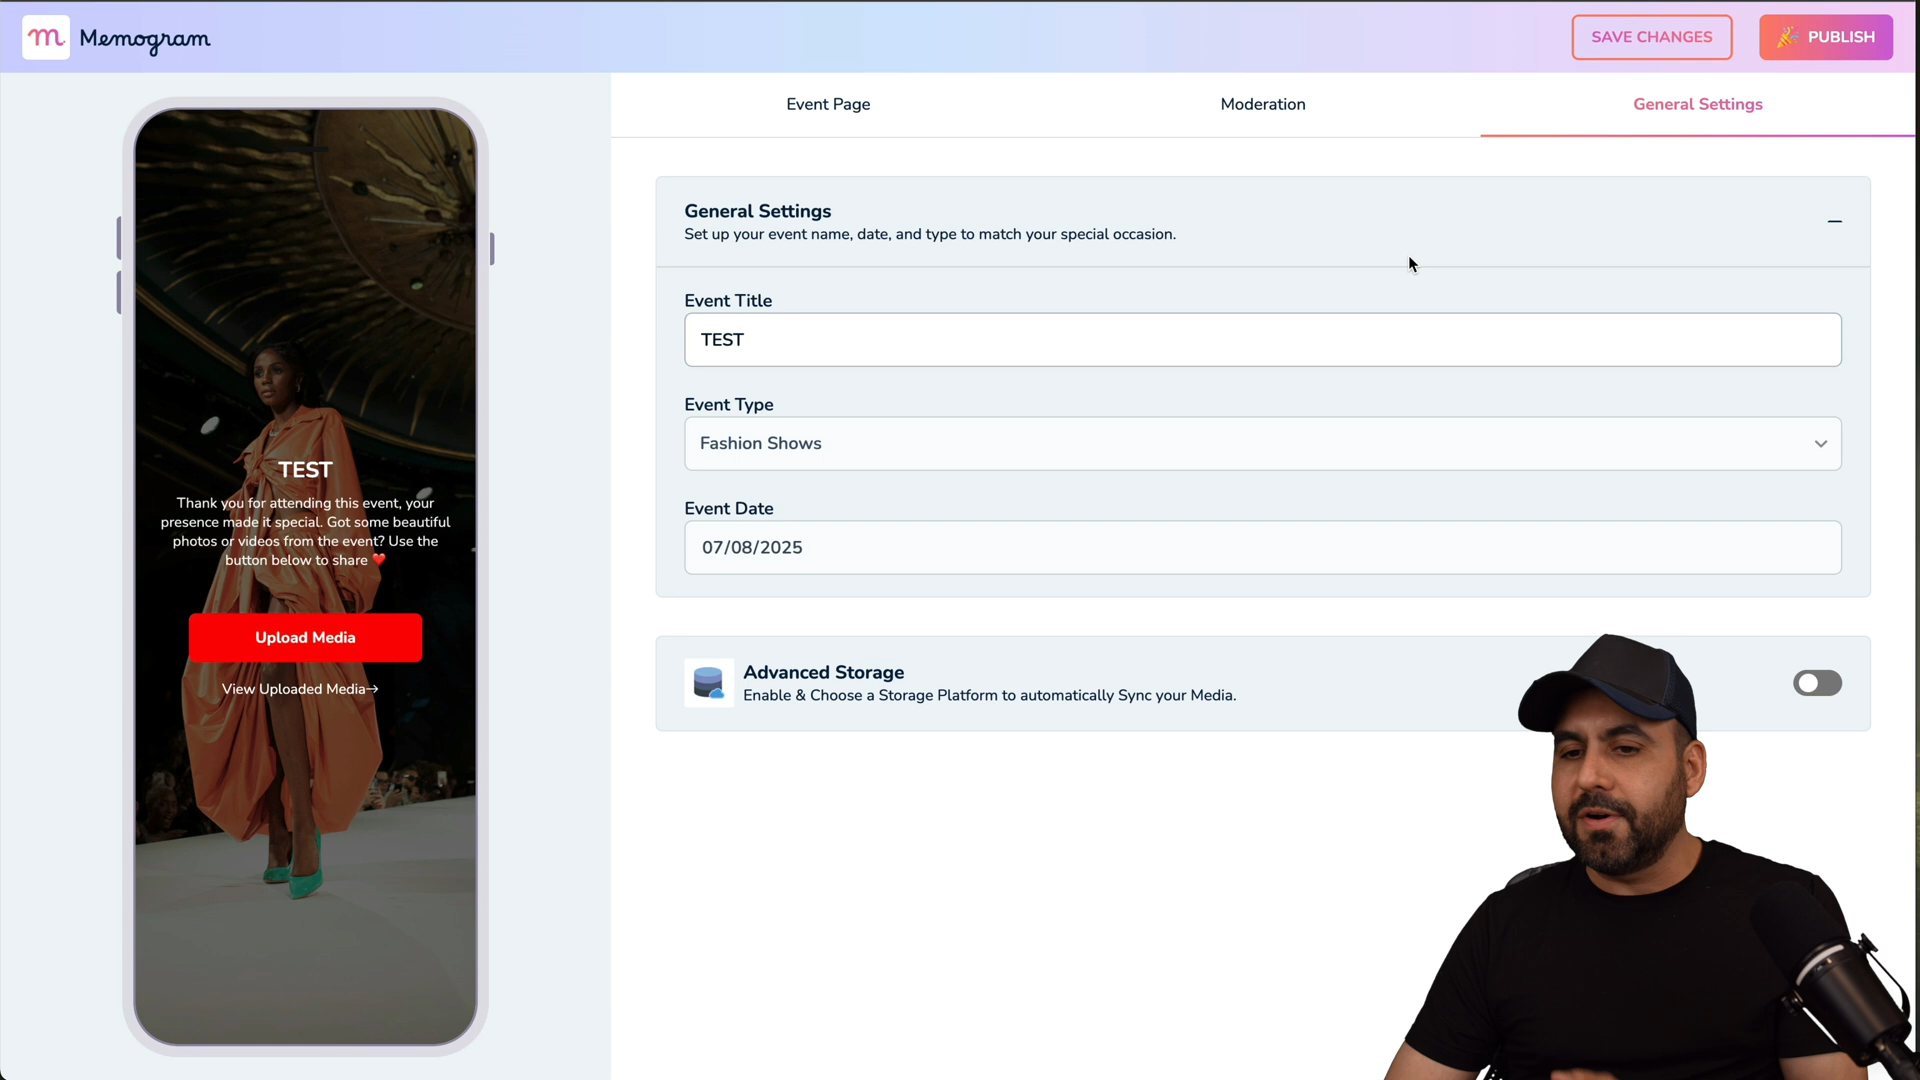 m.
Memogram
SAVE CHANGES
🎉 PUBLISH
Event Page
Moderation
General Settings
General Settings
Set up your event name, date, and type to match your special occasion.
Event Title
TEST
Event Type
Fashion Shows
Event Date
07/08/2025
Advanced Storage
Enable & Choose a Storage Platform to automatically Sync your Media.
TEST
Thank you for attending this event, your
presence made it special. Got some beautiful
photos or videos from the event? Use the
button below to share ❤️
Upload Media
View Uploaded Media→